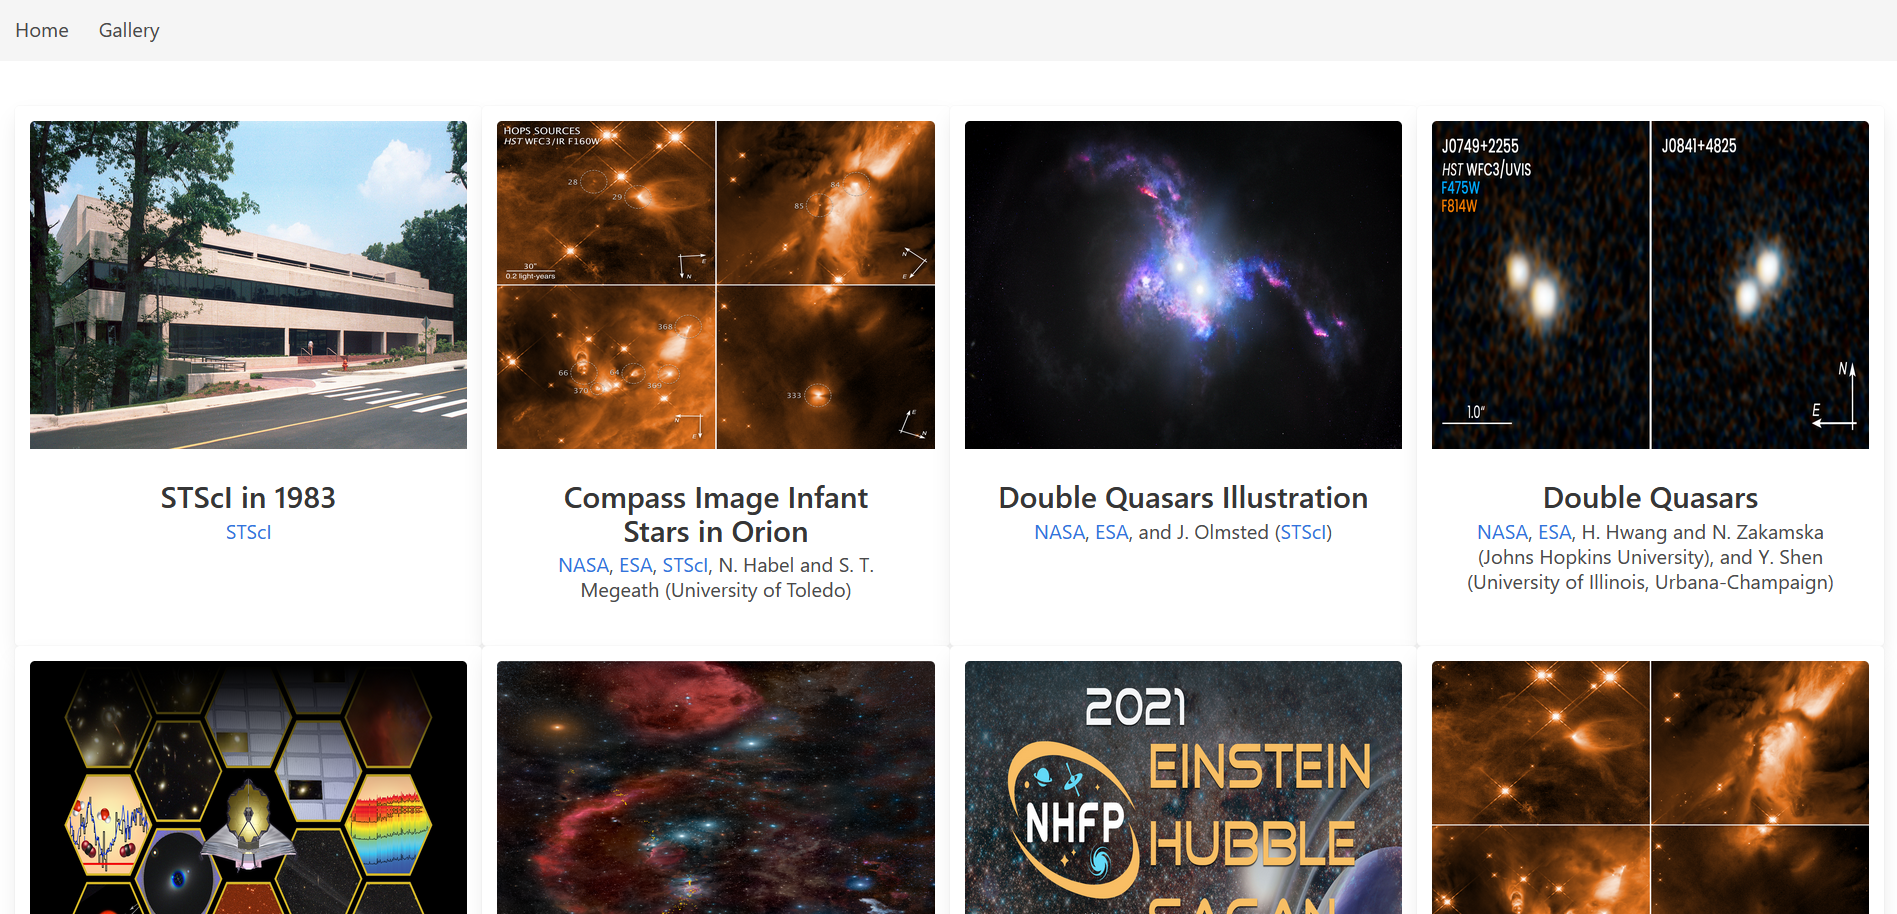 Home Gallery
HOPS SOURCES
HST WFC3/IR F160W
28
29
30"
0.2 light-years
E
N
84
85
N
E
368
66
64
369
370
N
E
333
E
N
J0749+2255
HST WFC3/UVIS
F475W
F814W
1.0"
J0841+4825
N
E
STScI in 1983
STScI
Compass Image Infant
Stars in Orion
NASA, ESA, STScI, N. Habel and S. T.
Megeath (University of Toledo)
Double Quasars Illustration
NASA, ESA, and J. Olmsted (STScI)
Double Quasars
NASA, ESA, H. Hwang and N. Zakamska
(Johns Hopkins University), and Y. Shen
(University of Illinois, Urbana-Champaign)
2021
EINSTEIN
NHFP
HUBBLE
SAGAN